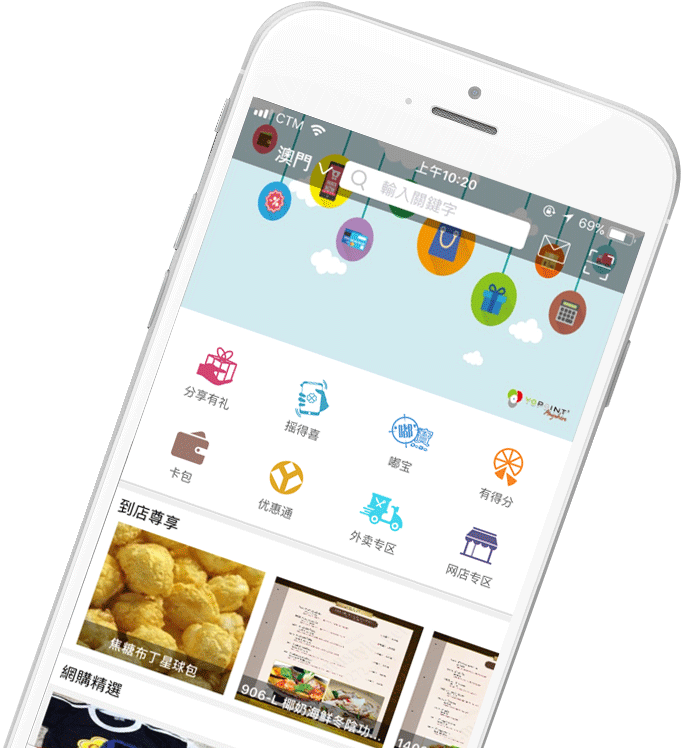 CTM
上午10:20
69%
澳門
輸入關鍵字
VgPOINT
分享有礼
摇得喜
嘟宝
有得分
卡包
优惠通
外卖专区
网店专区
到店尊享
焦糖布丁星球包
906-L 椰奶海鮮冬陰功...
網購精選